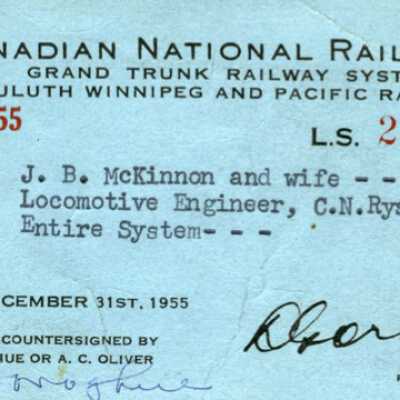 NADIAN NATIONAL RAIL
GRAND TRUNK RAILWAY SYST
ULUTH WINNIPEG AND PACIFIC RA
55
L.S. 2
J. B. McKinnon and wife - - 
Locomotive Engineer, C.N.Rys
Entire System- - -
CEMBER 31ST, 1955
COUNTERSIGNED BY
HUE OR A. C. OLIVER